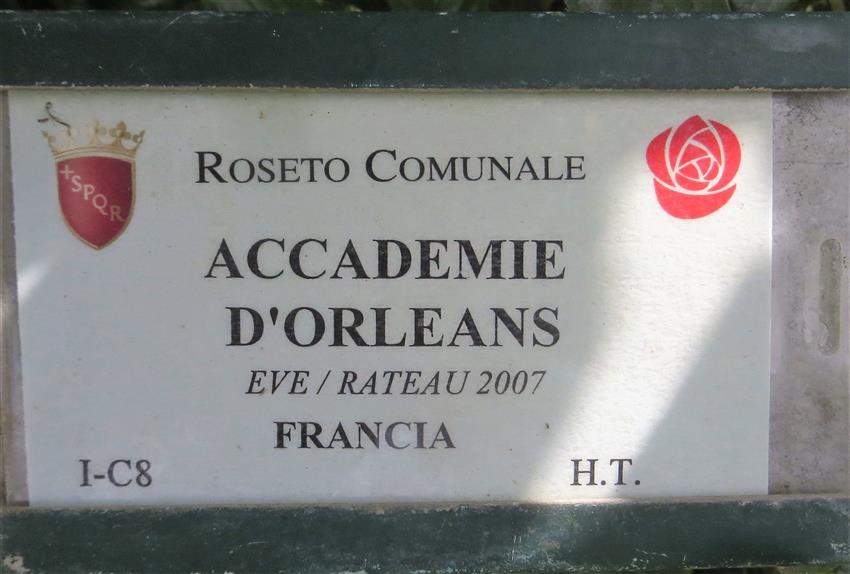 SPQR
ROSETO COMUNALE
ACCADEMIE
D'ORLEANS
EVE / RATEAU 2007
FRANCIA
I-C8 H.T.